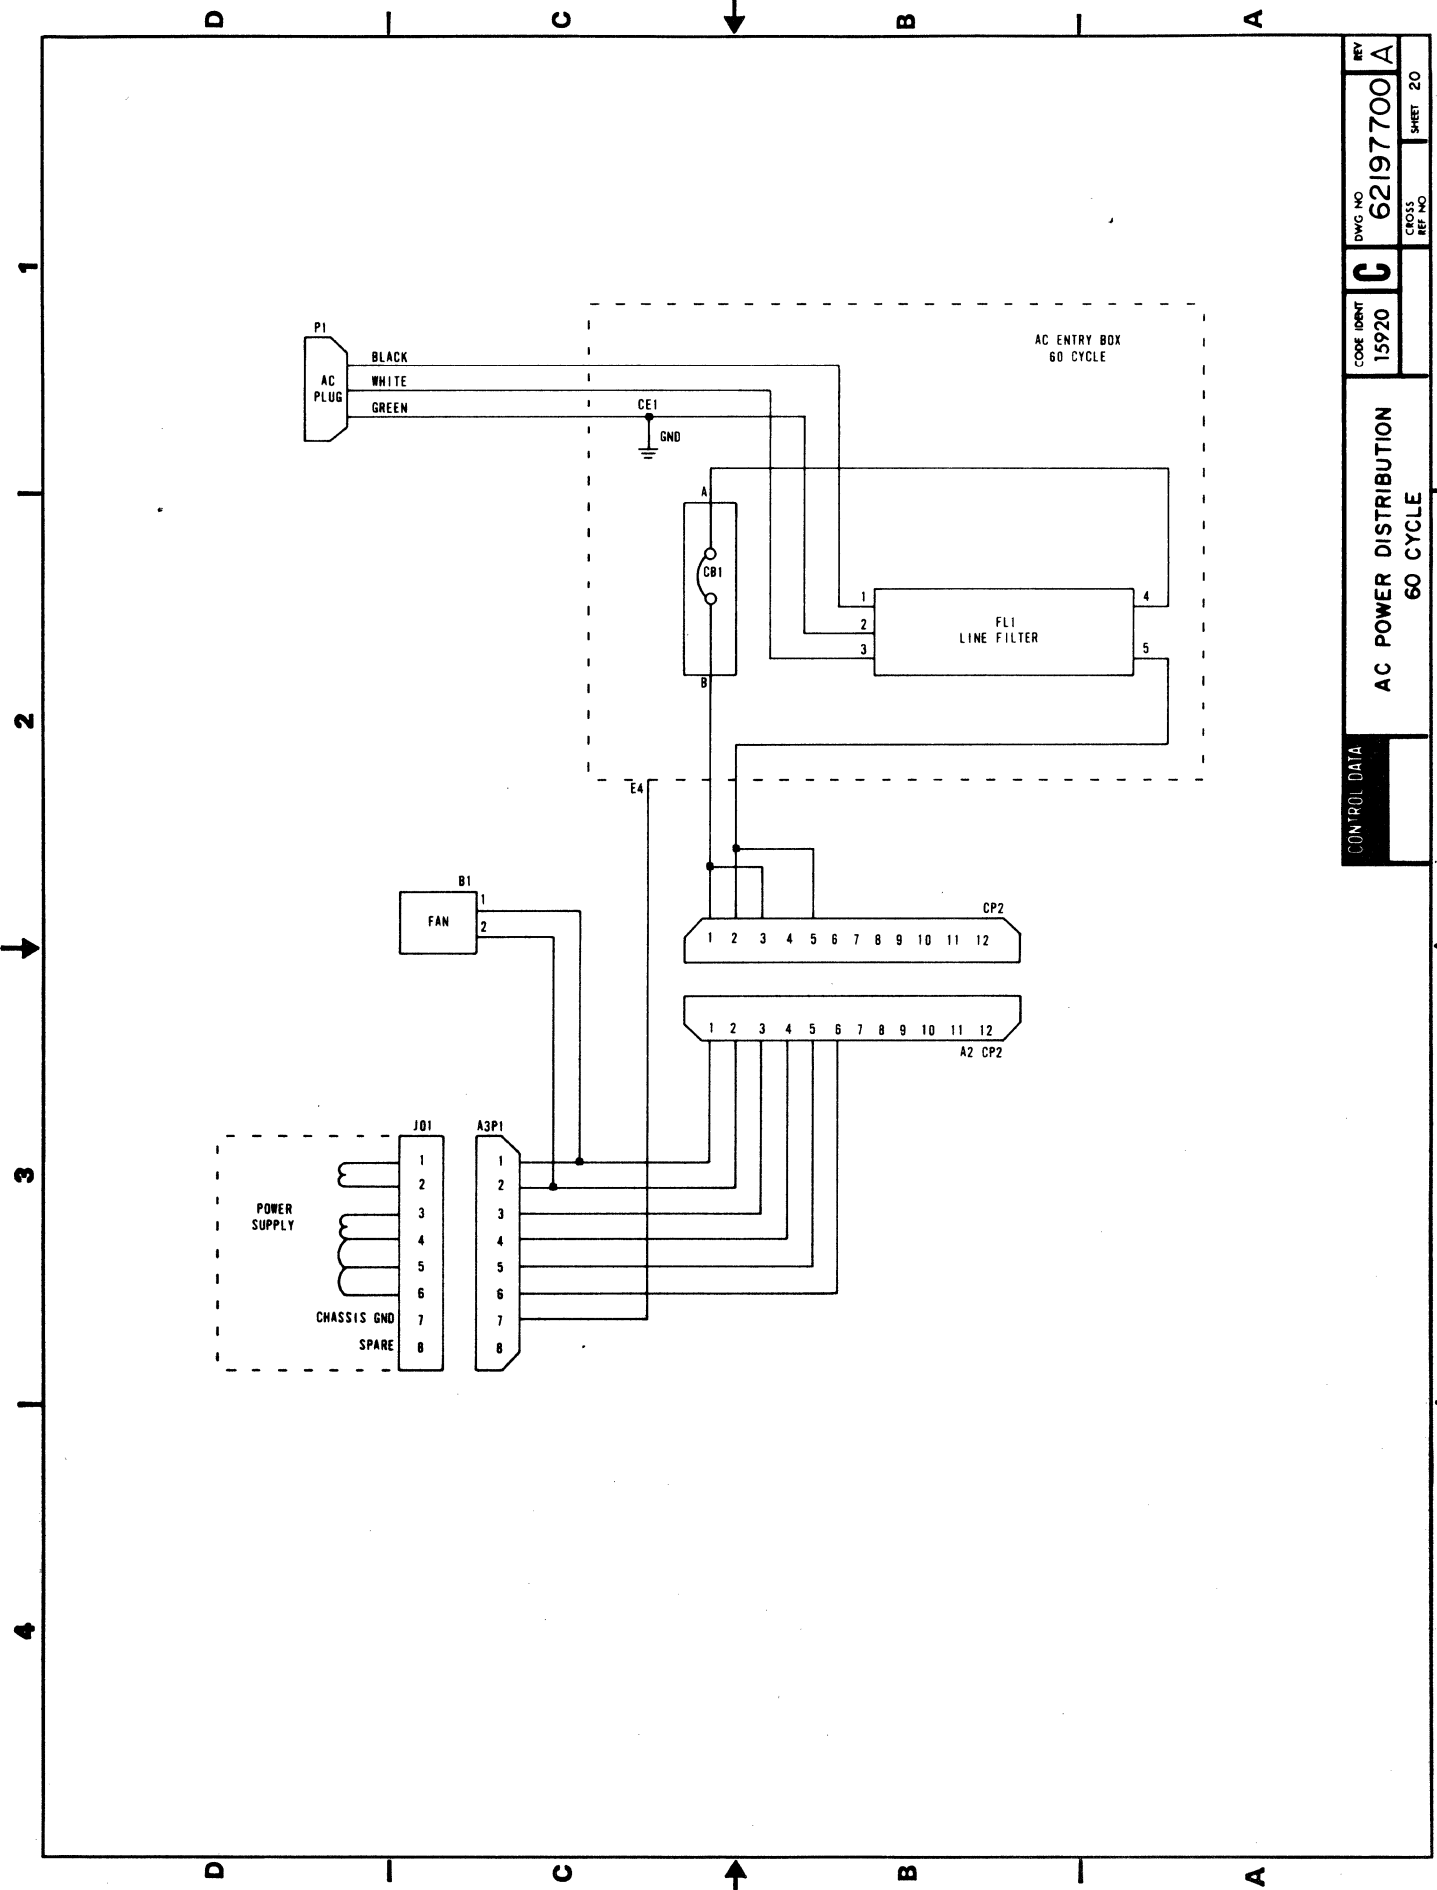 D C B A
1
P1
AC
PLUG
BLACK
WHITE
GREEN
CE1
GND
AC ENTRY BOX
60 CYCLE
A
CB1
B
1
2
3
FL1
LINE FILTER
4
5
2
E4
B1
FAN
1
2
CP2
1 2 3 4 5 6 7 8 9 10 11 12
1 2 3 4 5 6 7 8 9 10 11 12
A2 CP2
3
J01
A3P1
POWER
SUPPLY
1
2
3
4
5
6
7
8
CHASSIS GND
SPARE
1
2
3
4
5
6
7
8
4
D C B A
CONTROL DATA
AC POWER DISTRIBUTION
60 CYCLE
CODE IDENT
15920
C
DWG NO
62197700
REV
A
CROSS
REF NO
SHEET 20